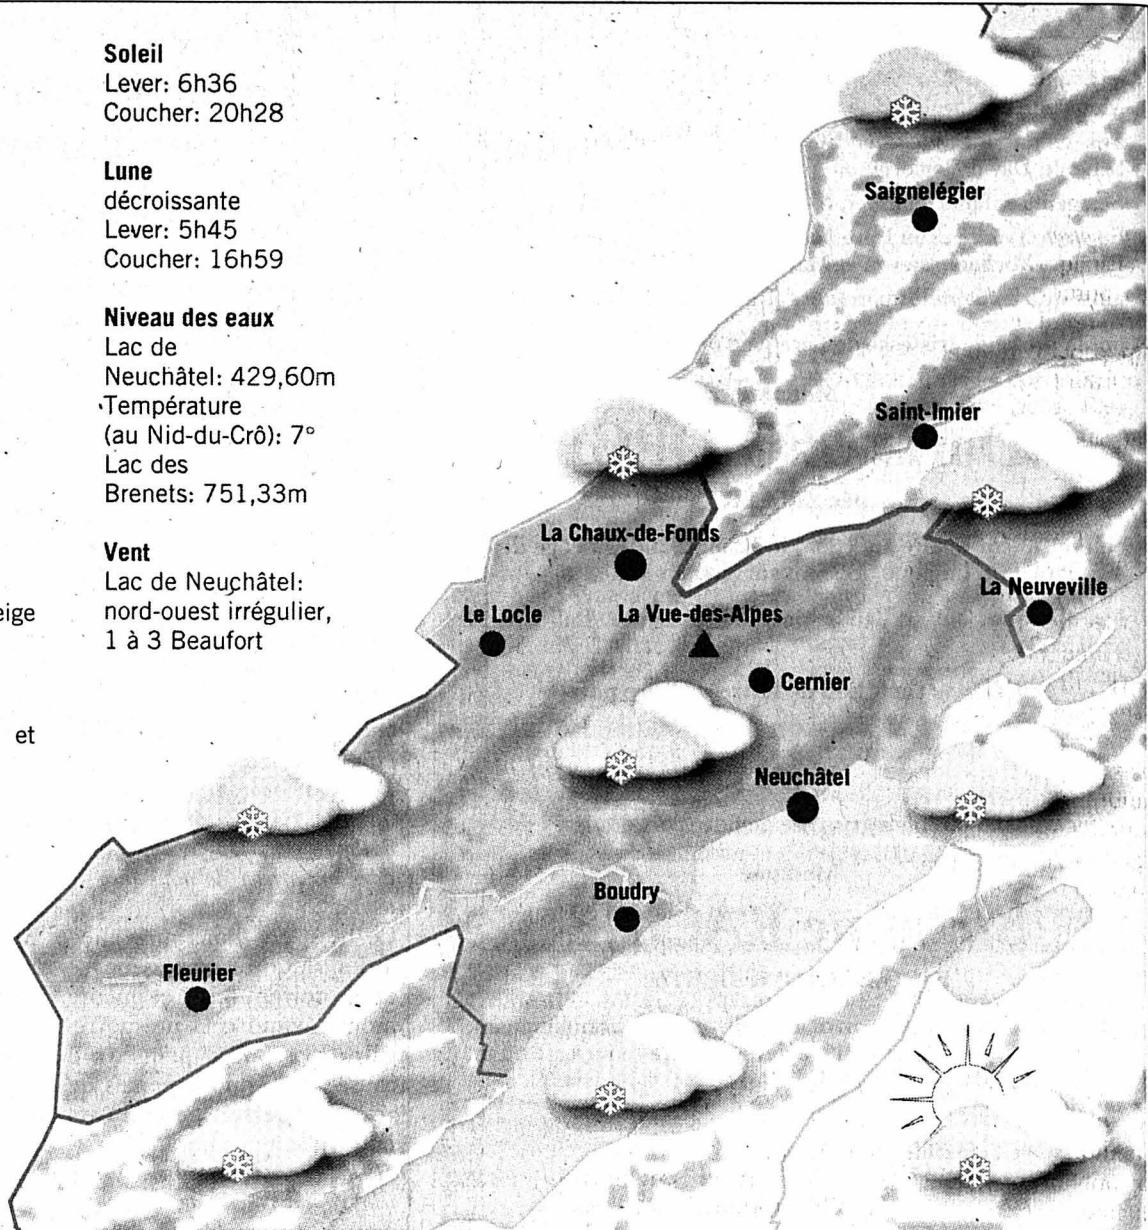 Soleil
Lever: 6h36
Coucher: 20h28
Lune
décroissante
Lever: 5h45
Coucher: 16h59
Niveau des eaux
Lac de
Neuchâtel: 429,60m
Température
(au Nid-du-Crô): 7°
Lac des
Brenets: 751,33m
Vent
Lac de Neuchâtel:
nord-ouest irrégulier,
1 à 3 Beaufort
et
Saignelégier
Saint-Imier
La Chaux-de-Fonds
La Neuveville
Le Locle
La Vue-des-Alpes
Cernier
Neuchâtel
Boudry
Fleurier